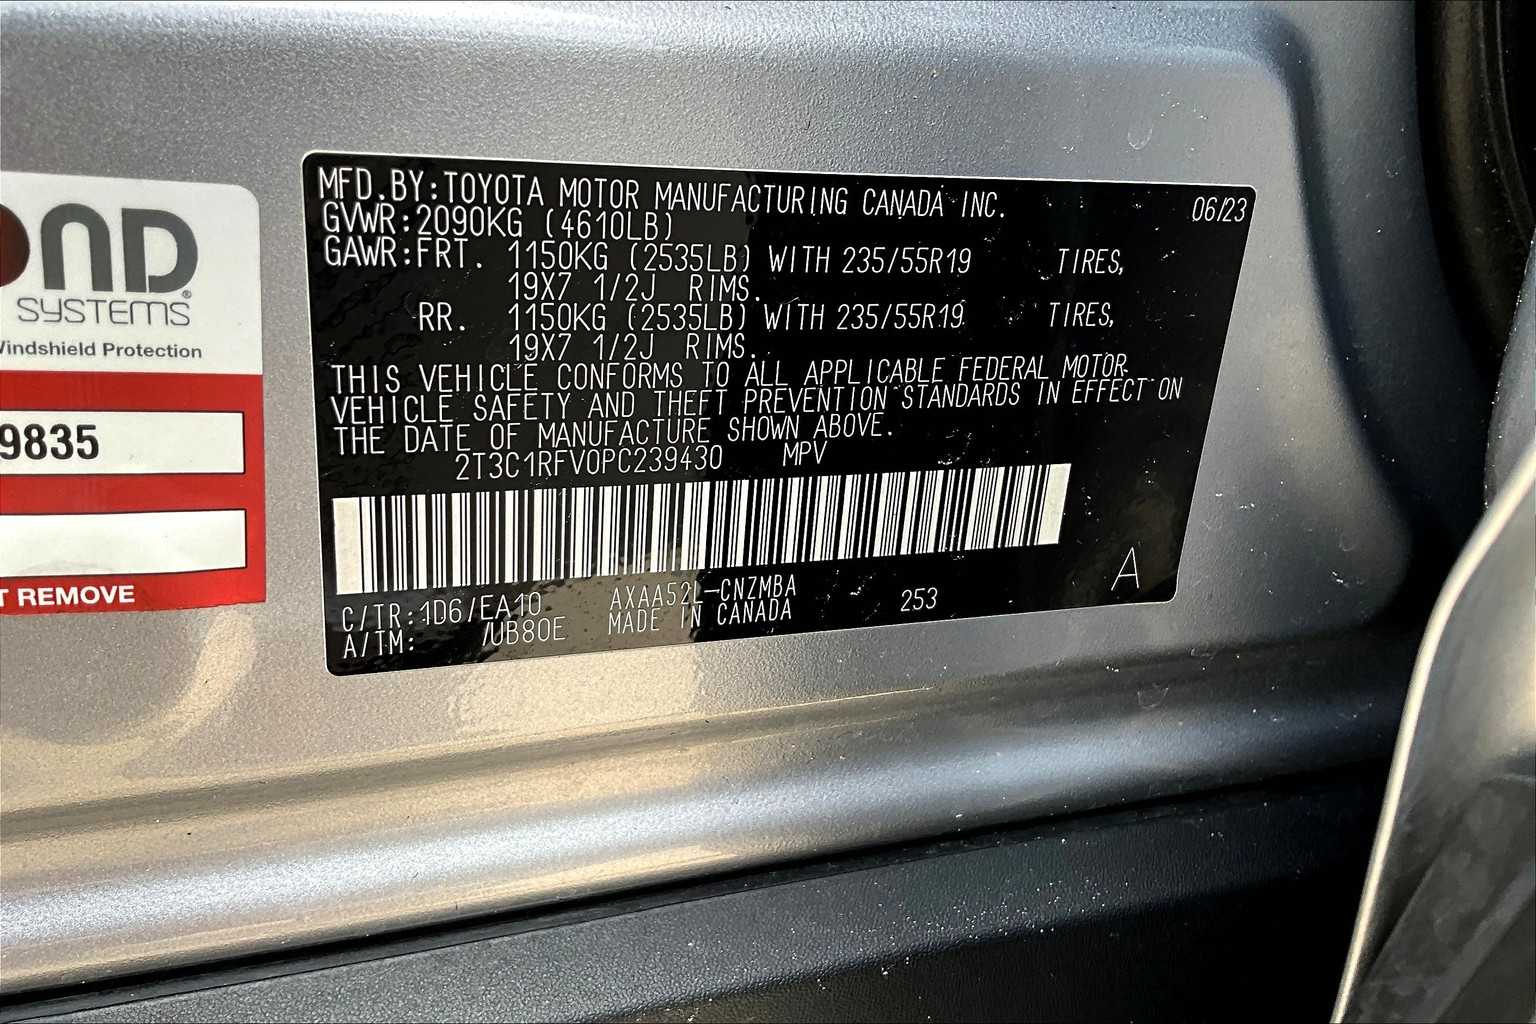 MFD.BY:TOYOTA MOTOR MANUFACTURING CANADA INC. 06/23
GVWR:2090KG (4610LB)
GAWR:FRT. 1150KG (2535LB) WITH 235/55R19 TIRES,
19X7 1/2J RIMS.
RR. 1150KG (2535LB) WITH 235/55R19 TIRES,
19X7 1/2J RIMS.
THIS VEHICLE CONFORMS TO ALL APPLICABLE FEDERAL MOTOR
VEHICLE SAFETY AND THEFT PREVENTION STANDARDS IN EFFECT ON
THE DATE OF MANUFACTURE SHOWN ABOVE.
2T3C1RFV0PC239430 MPV
C/TR:1D6/EA10 AXAA52L-CNZMBA 253 A
A/TM: /UB80E MADE IN CANADA
OND
SYSTEMS®
Windshield Protection
9835
T REMOVE